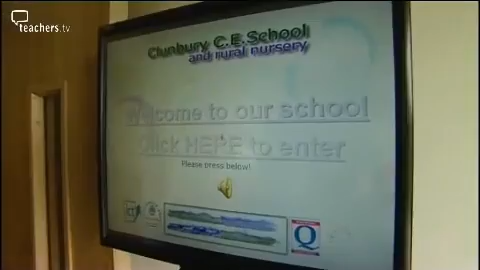 teachers.tv
Clunbury C.E.School
and rural nursery
Welcome to our school
Click HERE to enter
Please press below!
Q